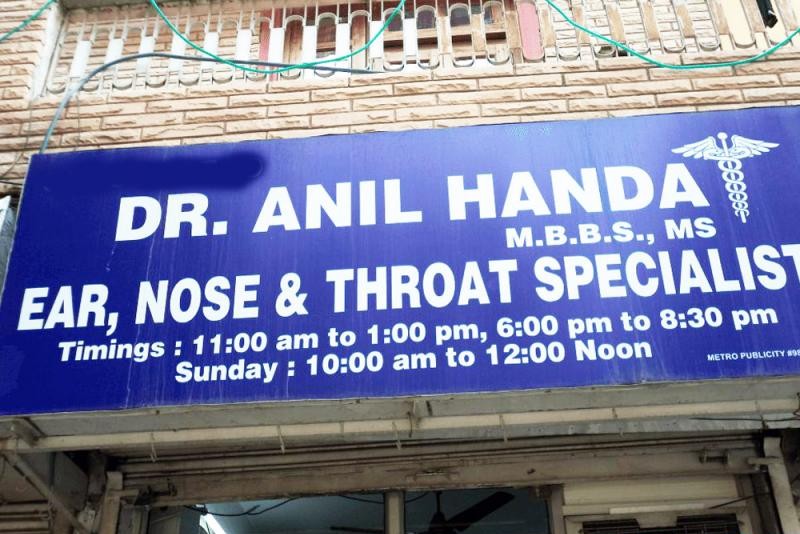 DR. ANIL HANDA
M.B.B.S., MS
EAR, NOSE & THROAT SPECIALIST
Timings : 11:00 am to 1:00 pm, 6:00 pm to 8:30 pm
Sunday : 10:00 am to 12:00 Noon
METRO PUBLICITY